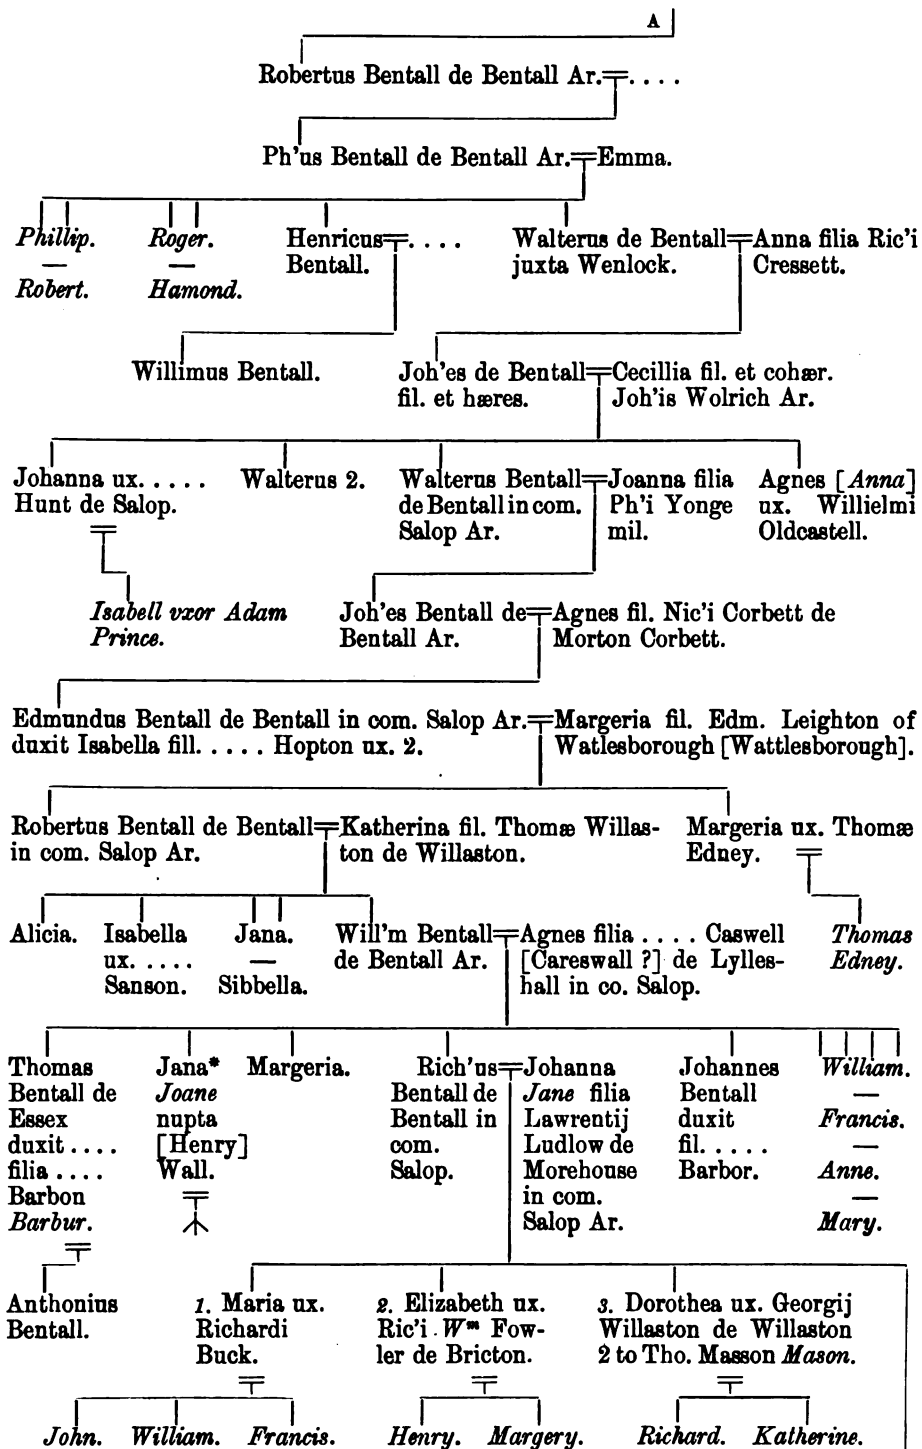 A
Robertus Bentall de Bentall Ar. . . . .
Ph'us Bentall de Bentall Ar. Emma.
Phillip. Roger. Henricus . . . . Walterus de Bentall Anna filia Ric'i
— — Bentall. juxta Wenlock. Cressett.
Robert. Hamond.
Willimus Bentall. Joh'es de Bentall Cecillia fil. et cohær.
fil. et hæres. Joh'is Wolrich Ar.
Johanna ux. . . . . . Walterus 2. Walterus Bentall Joanna filia Agnes [Anna]
Hunt de Salop. de Bentall in com. Ph'i Yonge ux. Willielmi
Salop Ar. mil. Oldcastell.
Isabell vxor Adam Joh'es Bentall de Agnes fil. Nic'i Corbett de
Prince. Bentall Ar. Morton Corbett.
Edmundus Bentall de Bentall in com. Salop Ar. Margeria fil. Edm. Leighton of
duxit Isabella fill. . . . . . Hopton ux. 2. Watlesborough [Wattlesborough].
Robertus Bentall de Bentall Katherina fil. Thomæ Willas- Margeria ux. Thomæ
in com. Salop Ar. ton de Willaston. Edney.
Alicia. Isabella Jana. Will'm Bentall Agnes filia . . . . Caswell Thomas
ux. . . . . . — de Bentall Ar. [Careswall ?] de Lylles- Edney.
Sanson. Sibbella. hall in co. Salop.
Thomas Jana* Margeria. Rich'us Johanna Johannes William.
Bentall de Joane Bentall de Jane filia Bentall —
Essex nupta Bentall in Lawrentij duxit Francis.
duxit . . . . [Henry] com. Ludlow de fil. . . . . . —
filia . . . . Wall. Salop. Morehouse Barbor. Anne.
Barbon in com. —
Barbur. Salop Ar. Mary.
Anthonius 1. Maria ux. 2. Elizabeth ux. 3. Dorothea ux. Georgij
Bentall. Richardi Ric'i Wm Fow- Willaston de Willaston
Buck. ler de Bricton. 2 to Tho. Masson Mason.
John. William. Francis. Henry. Margery. Richard. Katherine.